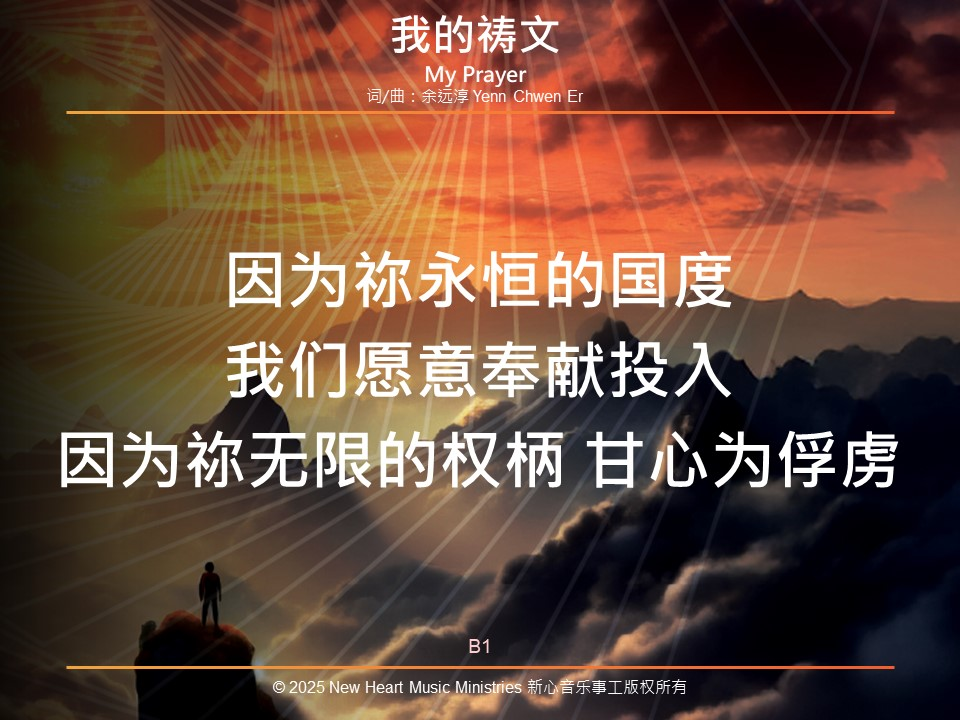 我的祷文
My Prayer
词/曲：余远淳 Yenn Chwen Er
因为祢永恒的国度
我们愿意奉献投入
因为祢无限的权柄 甘心为俘虏
B1
© 2025 New Heart Music Ministries 新心音乐事工版权所有